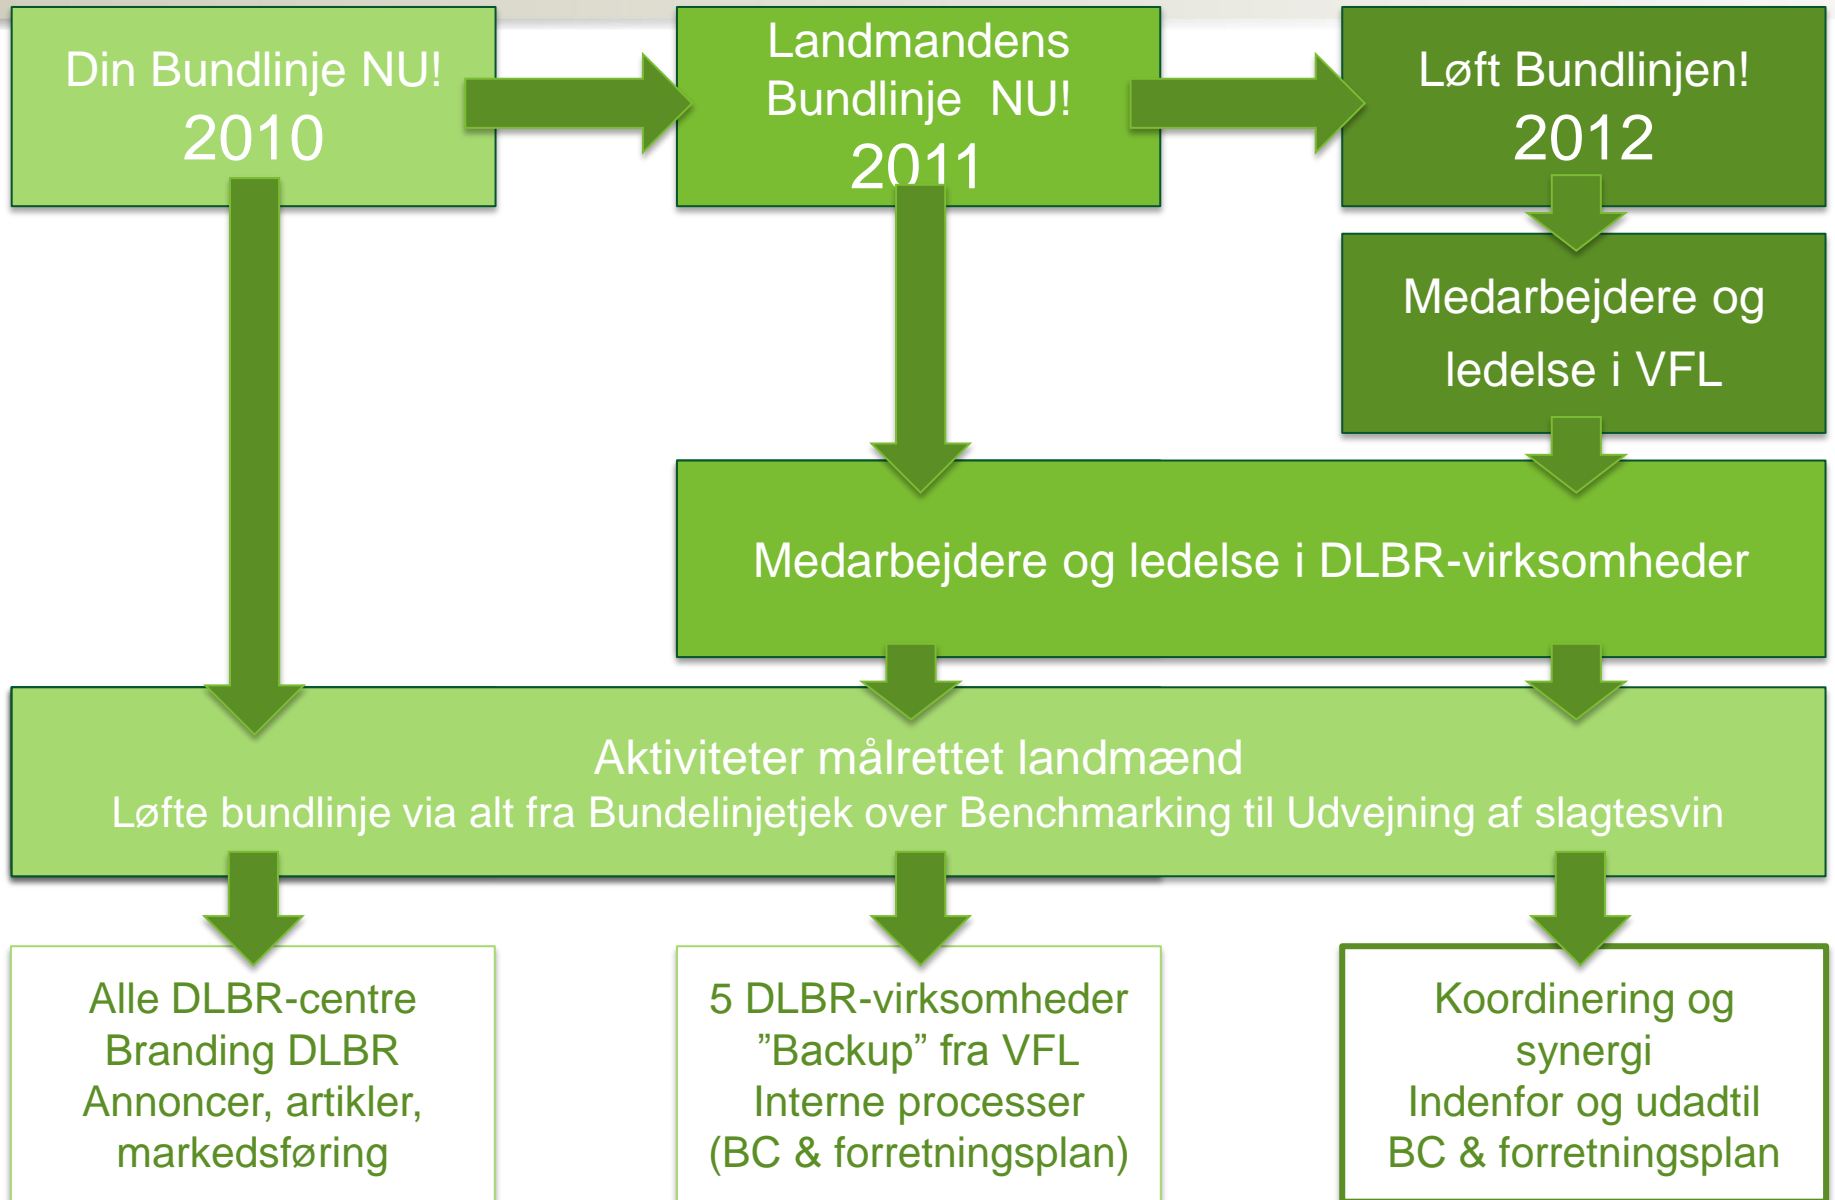 Din Bundlinje NU!
2010
Landmandens
Bundlinje NU!
2011
Løft Bundlinjen!
2012
Medarbejdere og
ledelse i VFL
Medarbejdere og ledelse i DLBR-virksomheder
Aktiviteter målrettet landmænd
Løfte bundlinje via alt fra Bundelinjetjek over Benchmarking til Udvejning af slagtesvin
Alle DLBR-centre
Branding DLBR
Annoncer, artikler,
markedsføring
5 DLBR-virksomheder
”Backup” fra VFL
Interne processer
(BC & forretningsplan)
Koordinering og
synergi
Indenfor og udadtil
BC & forretningsplan